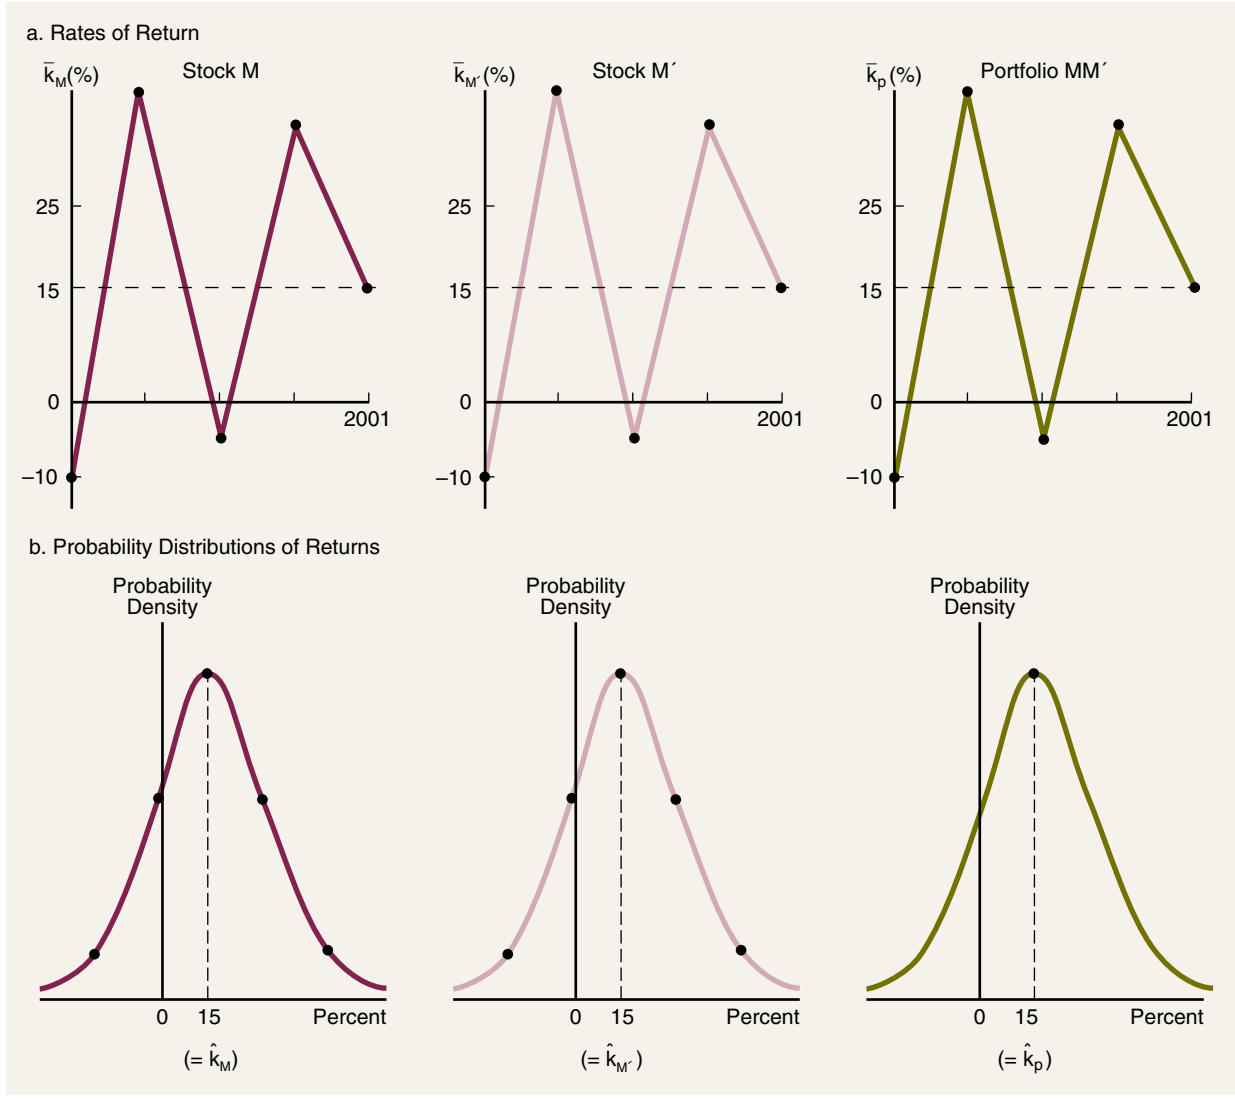 a. Rates of Return
k̅M(%)
Stock M
k̅M´(%)
Stock M´
k̅p(%)
Portfolio MM´
25
25
25
15
15
15
0
0
0
2001
2001
2001
–10
–10
–10
b. Probability Distributions of Returns
Probability
Density
Probability
Density
Probability
Density
0 15 Percent
0 15 Percent
0 15 Percent
(= k̂M)
(= k̂M´)
(= k̂p)